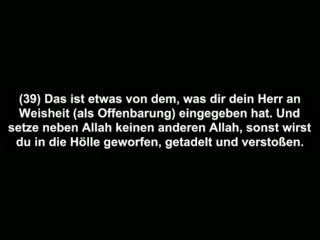 (39) Das ist etwas von dem, was dir dein Herr an
Weisheit (als Offenbarung) eingegeben hat. Und
setze neben Allah keinen anderen Allah, sonst wirst
du in die Hölle geworfen, getadelt und verstoßen.